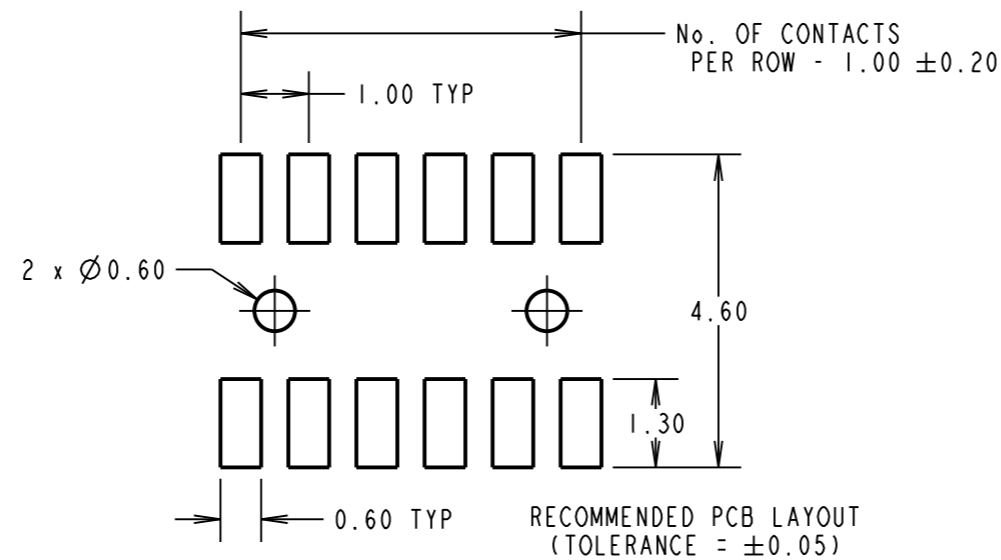 No. OF CONTACTS
PER ROW - 1.00 ±0.20
1.00 TYP
2 x Ø0.60
4.60
1.30
0.60 TYP
RECOMMENDED PCB LAYOUT
(TOLERANCE = ±0.05)